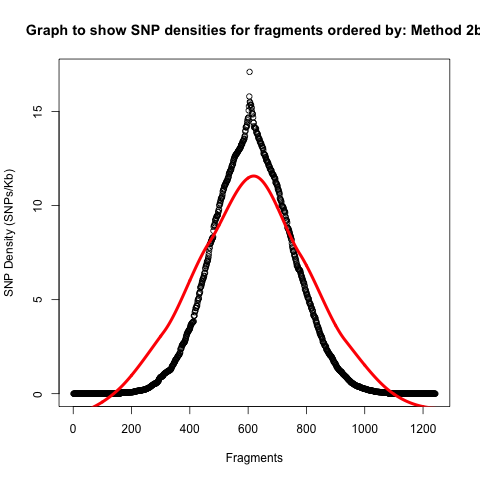 Graph to show SNP densities for fragments ordered by: Method 2b
15
10
5
0
SNP Density (SNPs/Kb)
0 200 400 600 800 1000 1200
Fragments